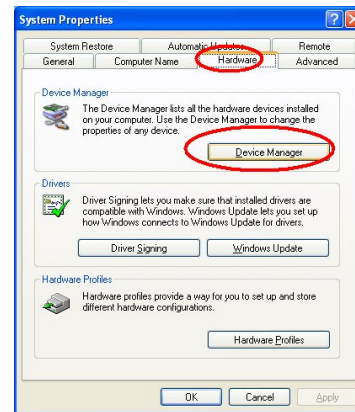 System Properties
System Restore Automatic Updates Remote
General Computer Name Hardware Advanced
Device Manager
The Device Manager lists all the hardware devices installed
on your computer. Use the Device Manager to change the
properties of any device.
Device Manager
Drivers
Driver Signing lets you make sure that installed drivers are
compatible with Windows. Windows Update lets you set up
how Windows connects to Windows Update for drivers.
Driver Signing Windows Update
Hardware Profiles
Hardware profiles provide a way for you to set up and store
different hardware configurations.
Hardware Profiles
OK Cancel Apply